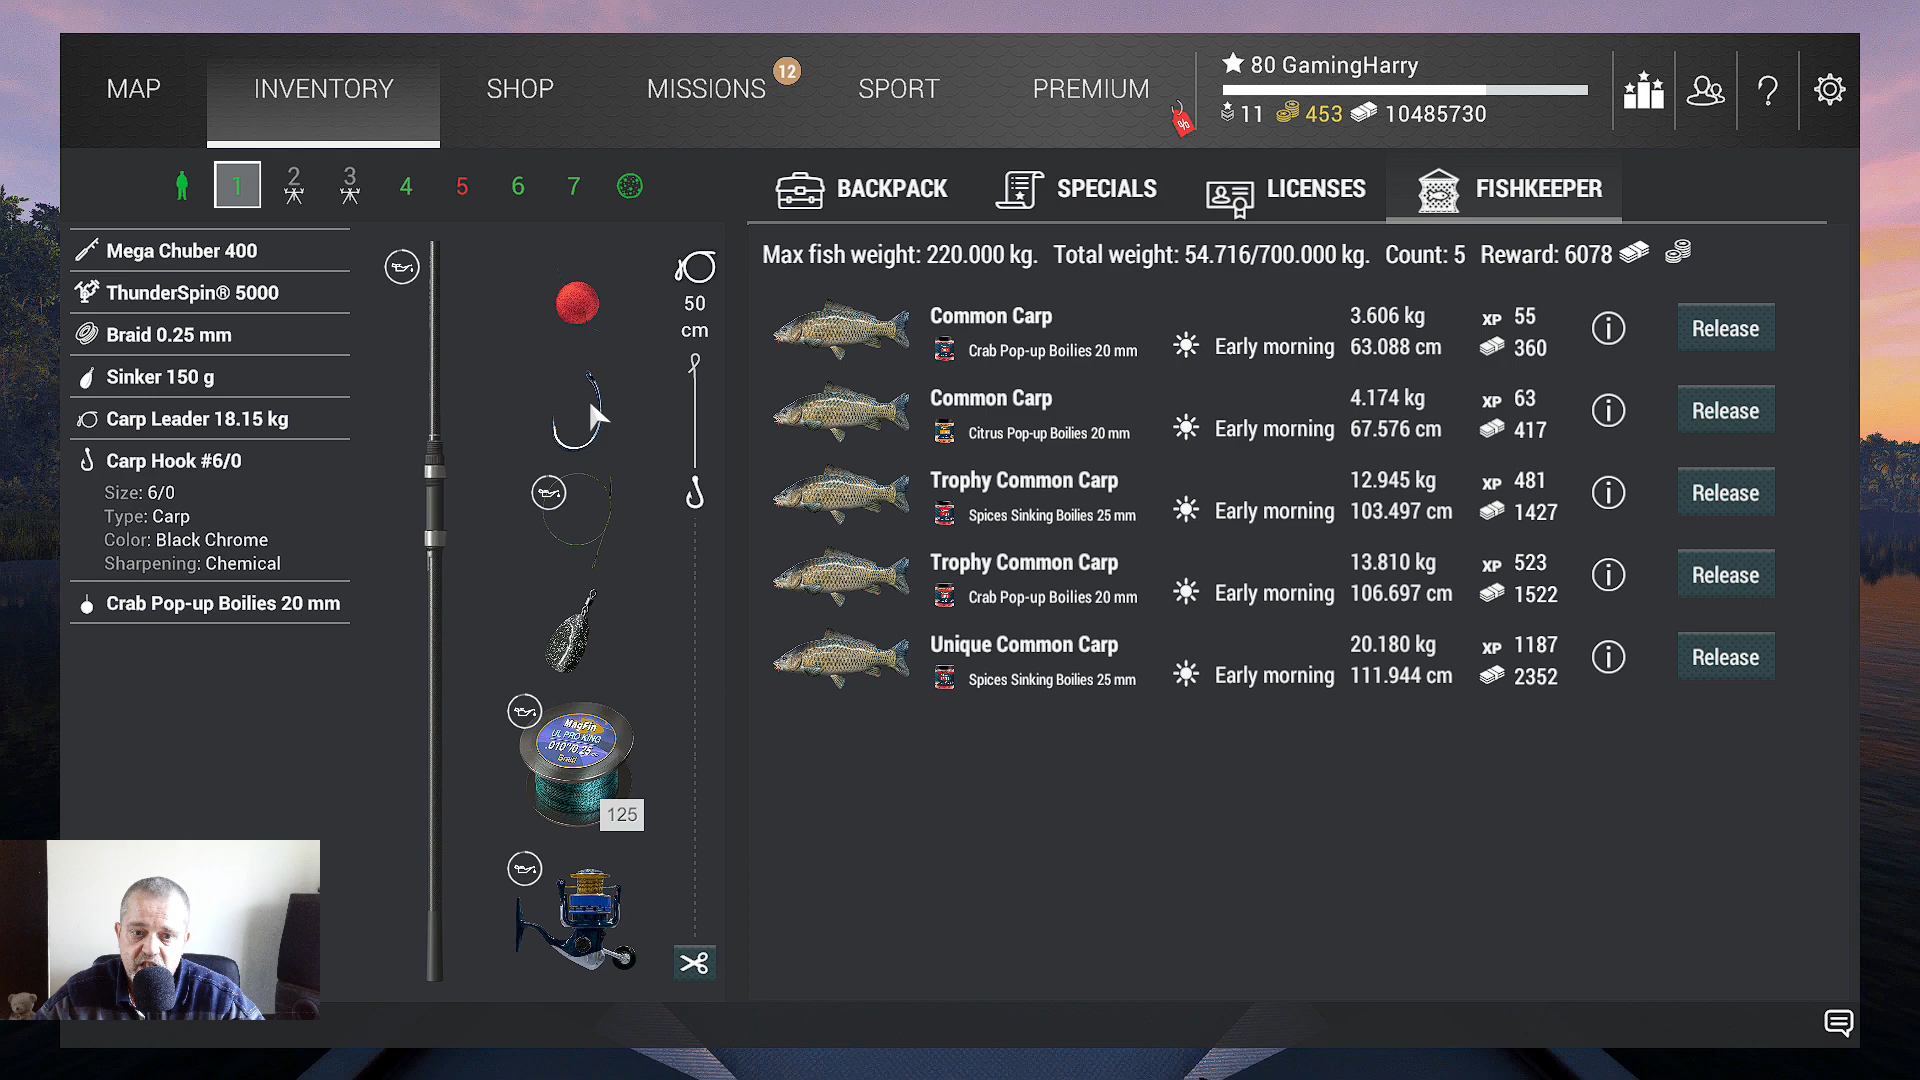 MAP
INVENTORY
SHOP
MISSIONS
12
SPORT
PREMIUM
%
80 GamingHarry
11 453 10485730
?
1 2 3 4 5 6 7
BACKPACK
SPECIALS
LICENSES
FISHKEEPER
Mega Chuber 400
ThunderSpin® 5000
Braid 0.25 mm
Sinker 150 g
Carp Leader 18.15 kg
Carp Hook #6/0
Size: 6/0
Type: Carp
Color: Black Chrome
Sharpening: Chemical
Crab Pop-up Boilies 20 mm
50
cm
MagFin
UL PRO KING
Braid
125
Max fish weight: 220.000 kg. Total weight: 54.716/700.000 kg. Count: 5 Reward: 6078
Common Carp 3.606 kg XP 55
Crab Pop-up Boilies 20 mm Early morning 63.088 cm 360
Release
Common Carp 4.174 kg XP 63
Citrus Pop-up Boilies 20 mm Early morning 67.576 cm 417
Release
Trophy Common Carp 12.945 kg XP 481
Spices Sinking Boilies 25 mm Early morning 103.497 cm 1427
Release
Trophy Common Carp 13.810 kg XP 523
Crab Pop-up Boilies 20 mm Early morning 106.697 cm 1522
Release
Unique Common Carp 20.180 kg XP 1187
Spices Sinking Boilies 25 mm Early morning 111.944 cm 2352
Release